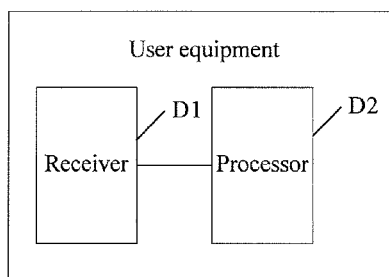 User equipment
D1
D2
Receiver
Processor